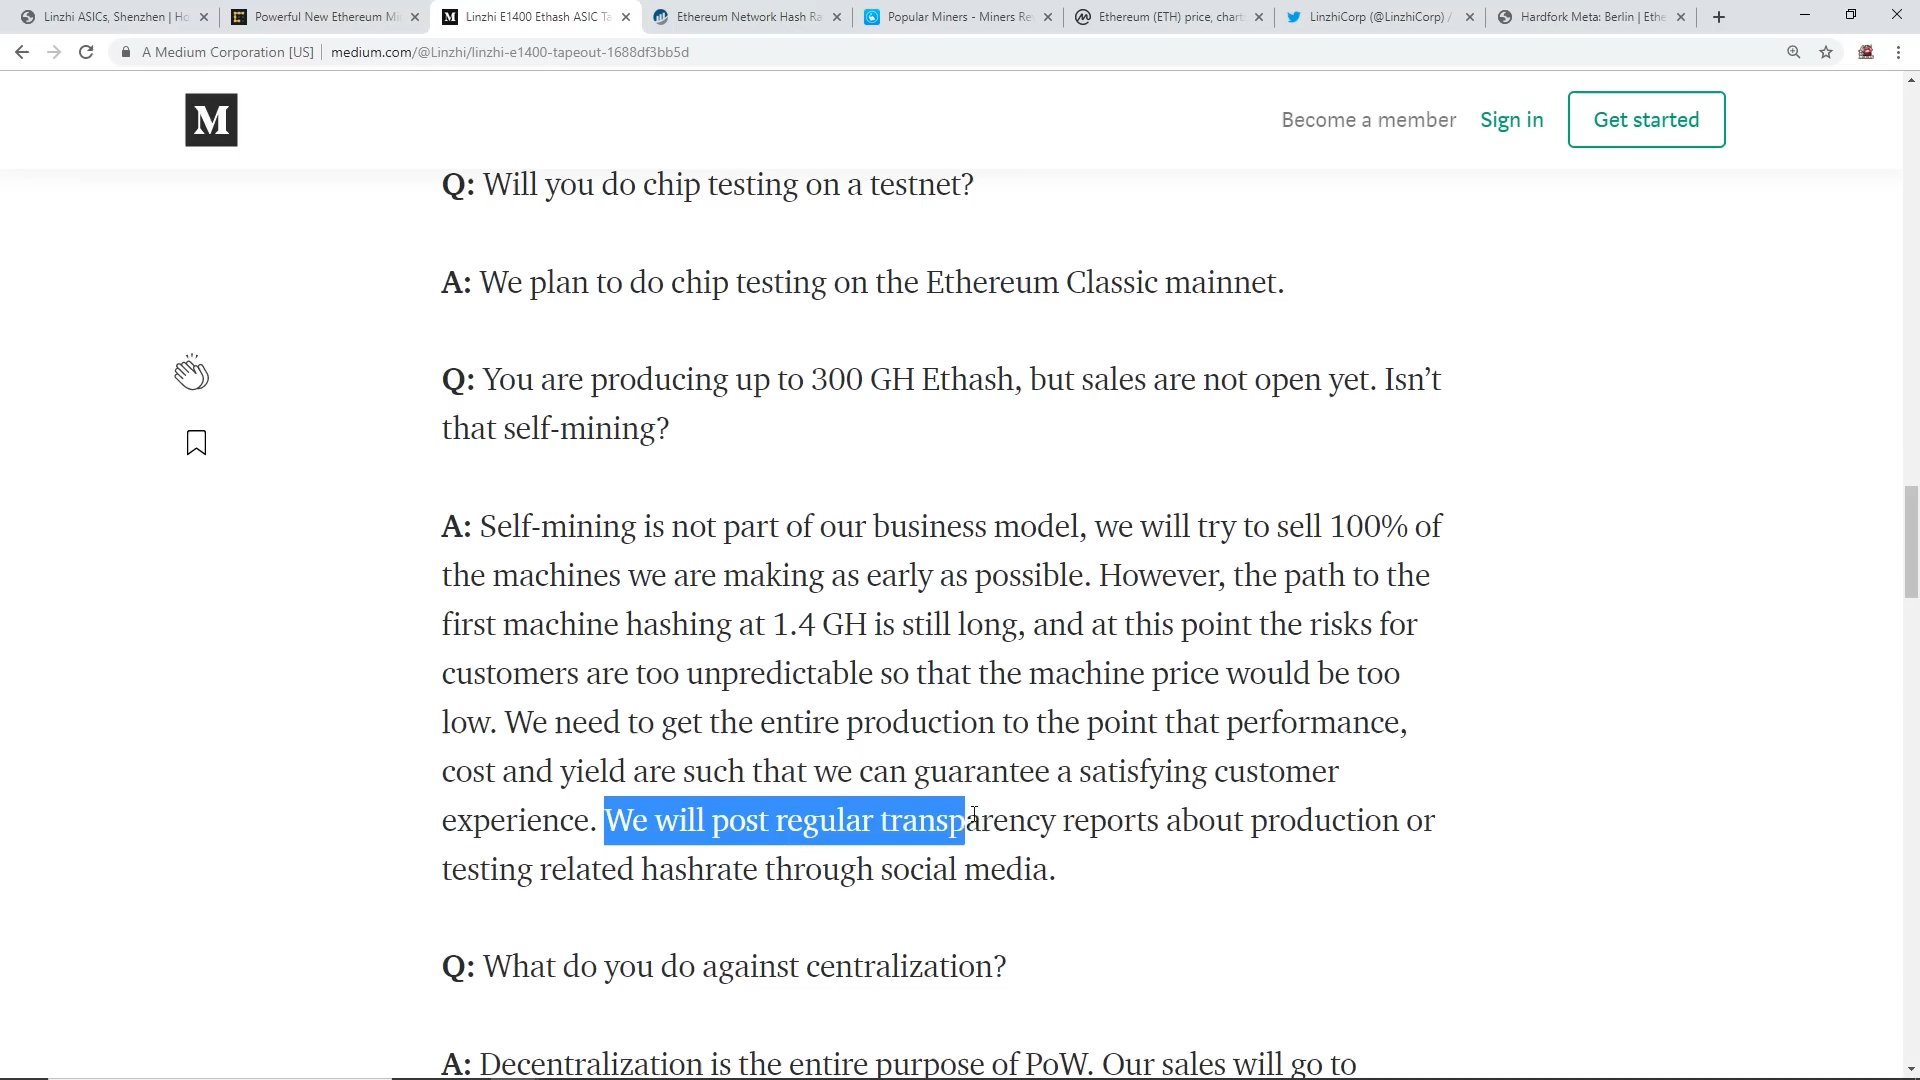 Linzhi ASICs, Shenzhen | Ho
Powerful New Ethereum Mi
Linzhi E1400 Ethash ASIC Ta
Ethereum Network Hash Ra
Popular Miners - Miners Re
Ethereum (ETH) price, chart
LinzhiCorp (@LinzhiCorp) /
Hardfork Meta: Berlin | Ethe
A Medium Corporation [US] | medium.com/@Linzhi/linzhi-e1400-tapeout-1688df3bb5d
M
Become a member
Sign in
Get started
Q: Will you do chip testing on a testnet?
A: We plan to do chip testing on the Ethereum Classic mainnet.
Q: You are producing up to 300 GH Ethash, but sales are not open yet. Isn’t
that self-mining?
A: Self-mining is not part of our business model, we will try to sell 100% of
the machines we are making as early as possible. However, the path to the
first machine hashing at 1.4 GH is still long, and at this point the risks for
customers are too unpredictable so that the machine price would be too
low. We need to get the entire production to the point that performance,
cost and yield are such that we can guarantee a satisfying customer
experience. We will post regular transparency reports about production or
testing related hashrate through social media.
Q: What do you do against centralization?
A: Decentralization is the entire purpose of PoW. Our sales will go to